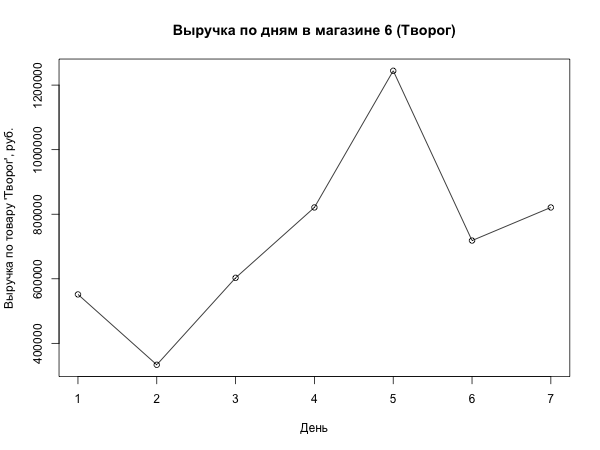 Выручка по дням в магазине 6 (Творог)
Выручка по товару 'Творог', руб.
1200000
1000000
800000
600000
400000
1 2 3 4 5 6 7
День